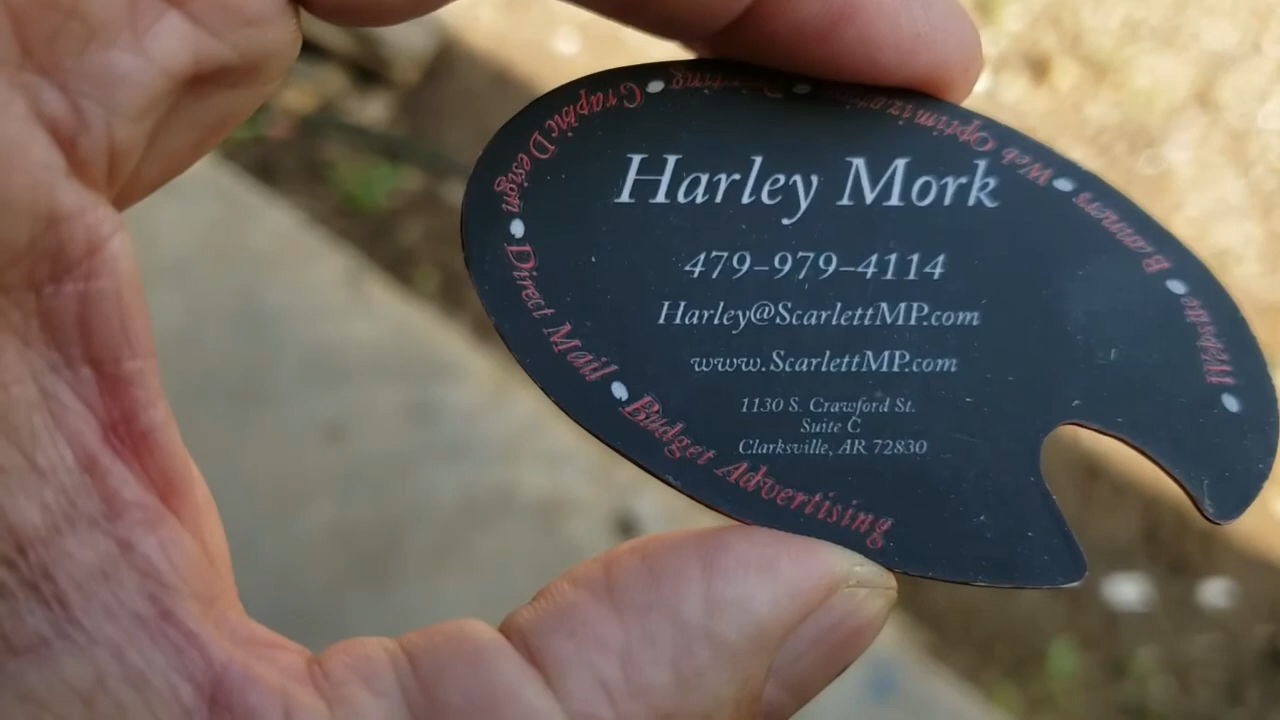 Harley Mork
479-979-4114
Harley@ScarlettMP.com
www.ScarlettMP.com
1130 S. Crawford St.
Suite C
Clarksville, AR 72830
Budget Advertising
Direct Mail
Graphic Design
Printing
Web Optimization
Banners
Website